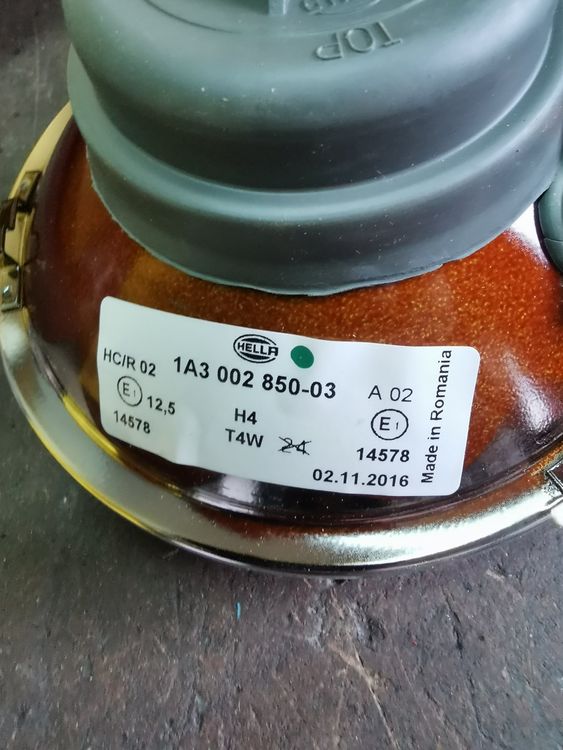 TOP
HELLA
HC/R 02
1A3 002 850-03
A 02
E1 12,5
H4
E1
14578
T4W 24
14578
02.11.2016
Made in Romania